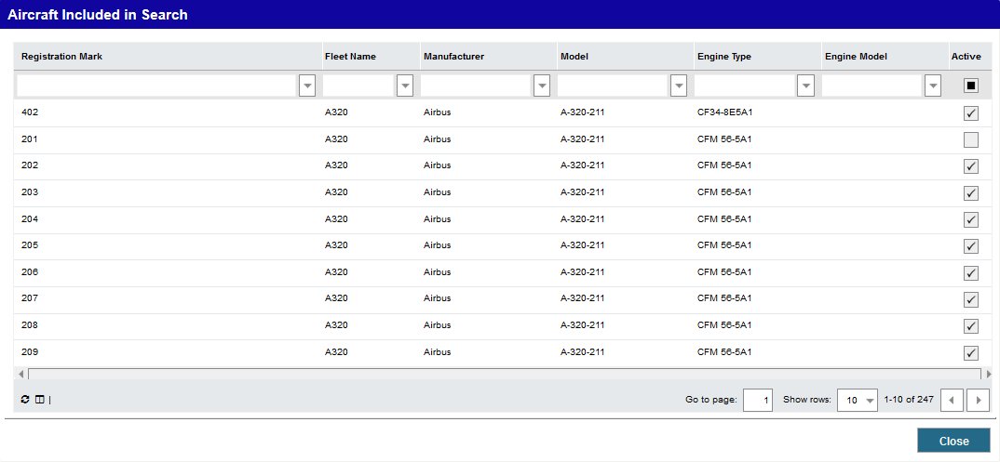 Aircraft Included in Search
Registration Mark Fleet Name Manufacturer Model Engine Type Engine Model Active
402 A320 Airbus A-320-211 CF34-8E5A1
201 A320 Airbus A-320-211 CFM 56-5A1
202 A320 Airbus A-320-211 CFM 56-5A1
203 A320 Airbus A-320-211 CFM 56-5A1
204 A320 Airbus A-320-211 CFM 56-5A1
205 A320 Airbus A-320-211 CFM 56-5A1
206 A320 Airbus A-320-211 CFM 56-5A1
207 A320 Airbus A-320-211 CFM 56-5A1
208 A320 Airbus A-320-211 CFM 56-5A1
209 A320 Airbus A-320-211 CFM 56-5A1
Go to page: 1 Show rows: 10 1-10 of 247
Close